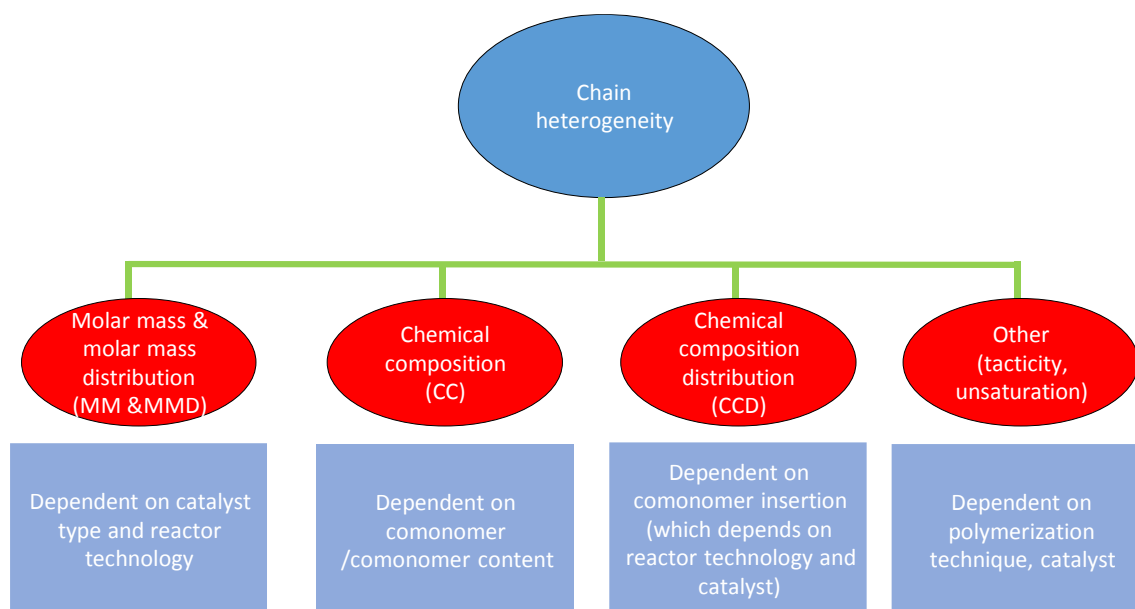 Chain
heterogeneity
Molar mass &
molar mass
distribution
(MM &MMD)
Chemical
composition
(CC)
Chemical
composition
distribution
(CCD)
Other
(tacticity,
unsaturation)
Dependent on catalyst
type and reactor
technology
Dependent on
comonomer
/comonomer content
Dependent on
comonomer insertion
(which depends on
reactor technology and
catalyst)
Dependent on
polymerization
technique, catalyst